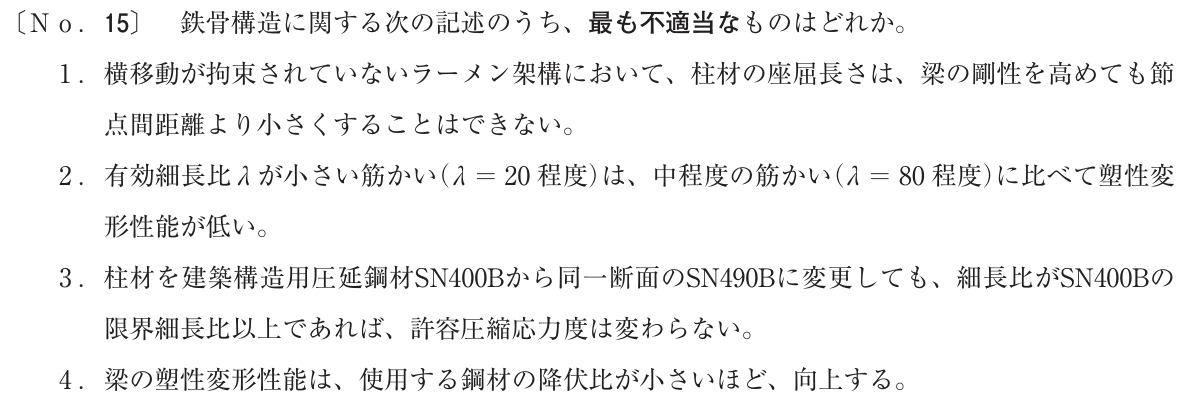 〔Ｎｏ．15〕　鉄骨構造に関する次の記述のうち、最も不適当なものはどれか。
１．横移動が拘束されていないラーメン架構において、柱材の座屈長さは、梁の剛性を高めても節
点間距離より小さくすることはできない。
２．有効細長比λが小さい筋かい（λ＝20 程度）は、中程度の筋かい（λ＝80 程度）に比べて塑性変
形性能が低い。
３．柱材を建築構造用圧延鋼材SN400Bから同一断面のSN490Bに変更しても、細長比がSN400Bの
限界細長比以上であれば、許容圧縮応力度は変わらない。
４．梁の塑性変形性能は、使用する鋼材の降伏比が小さいほど、向上する。